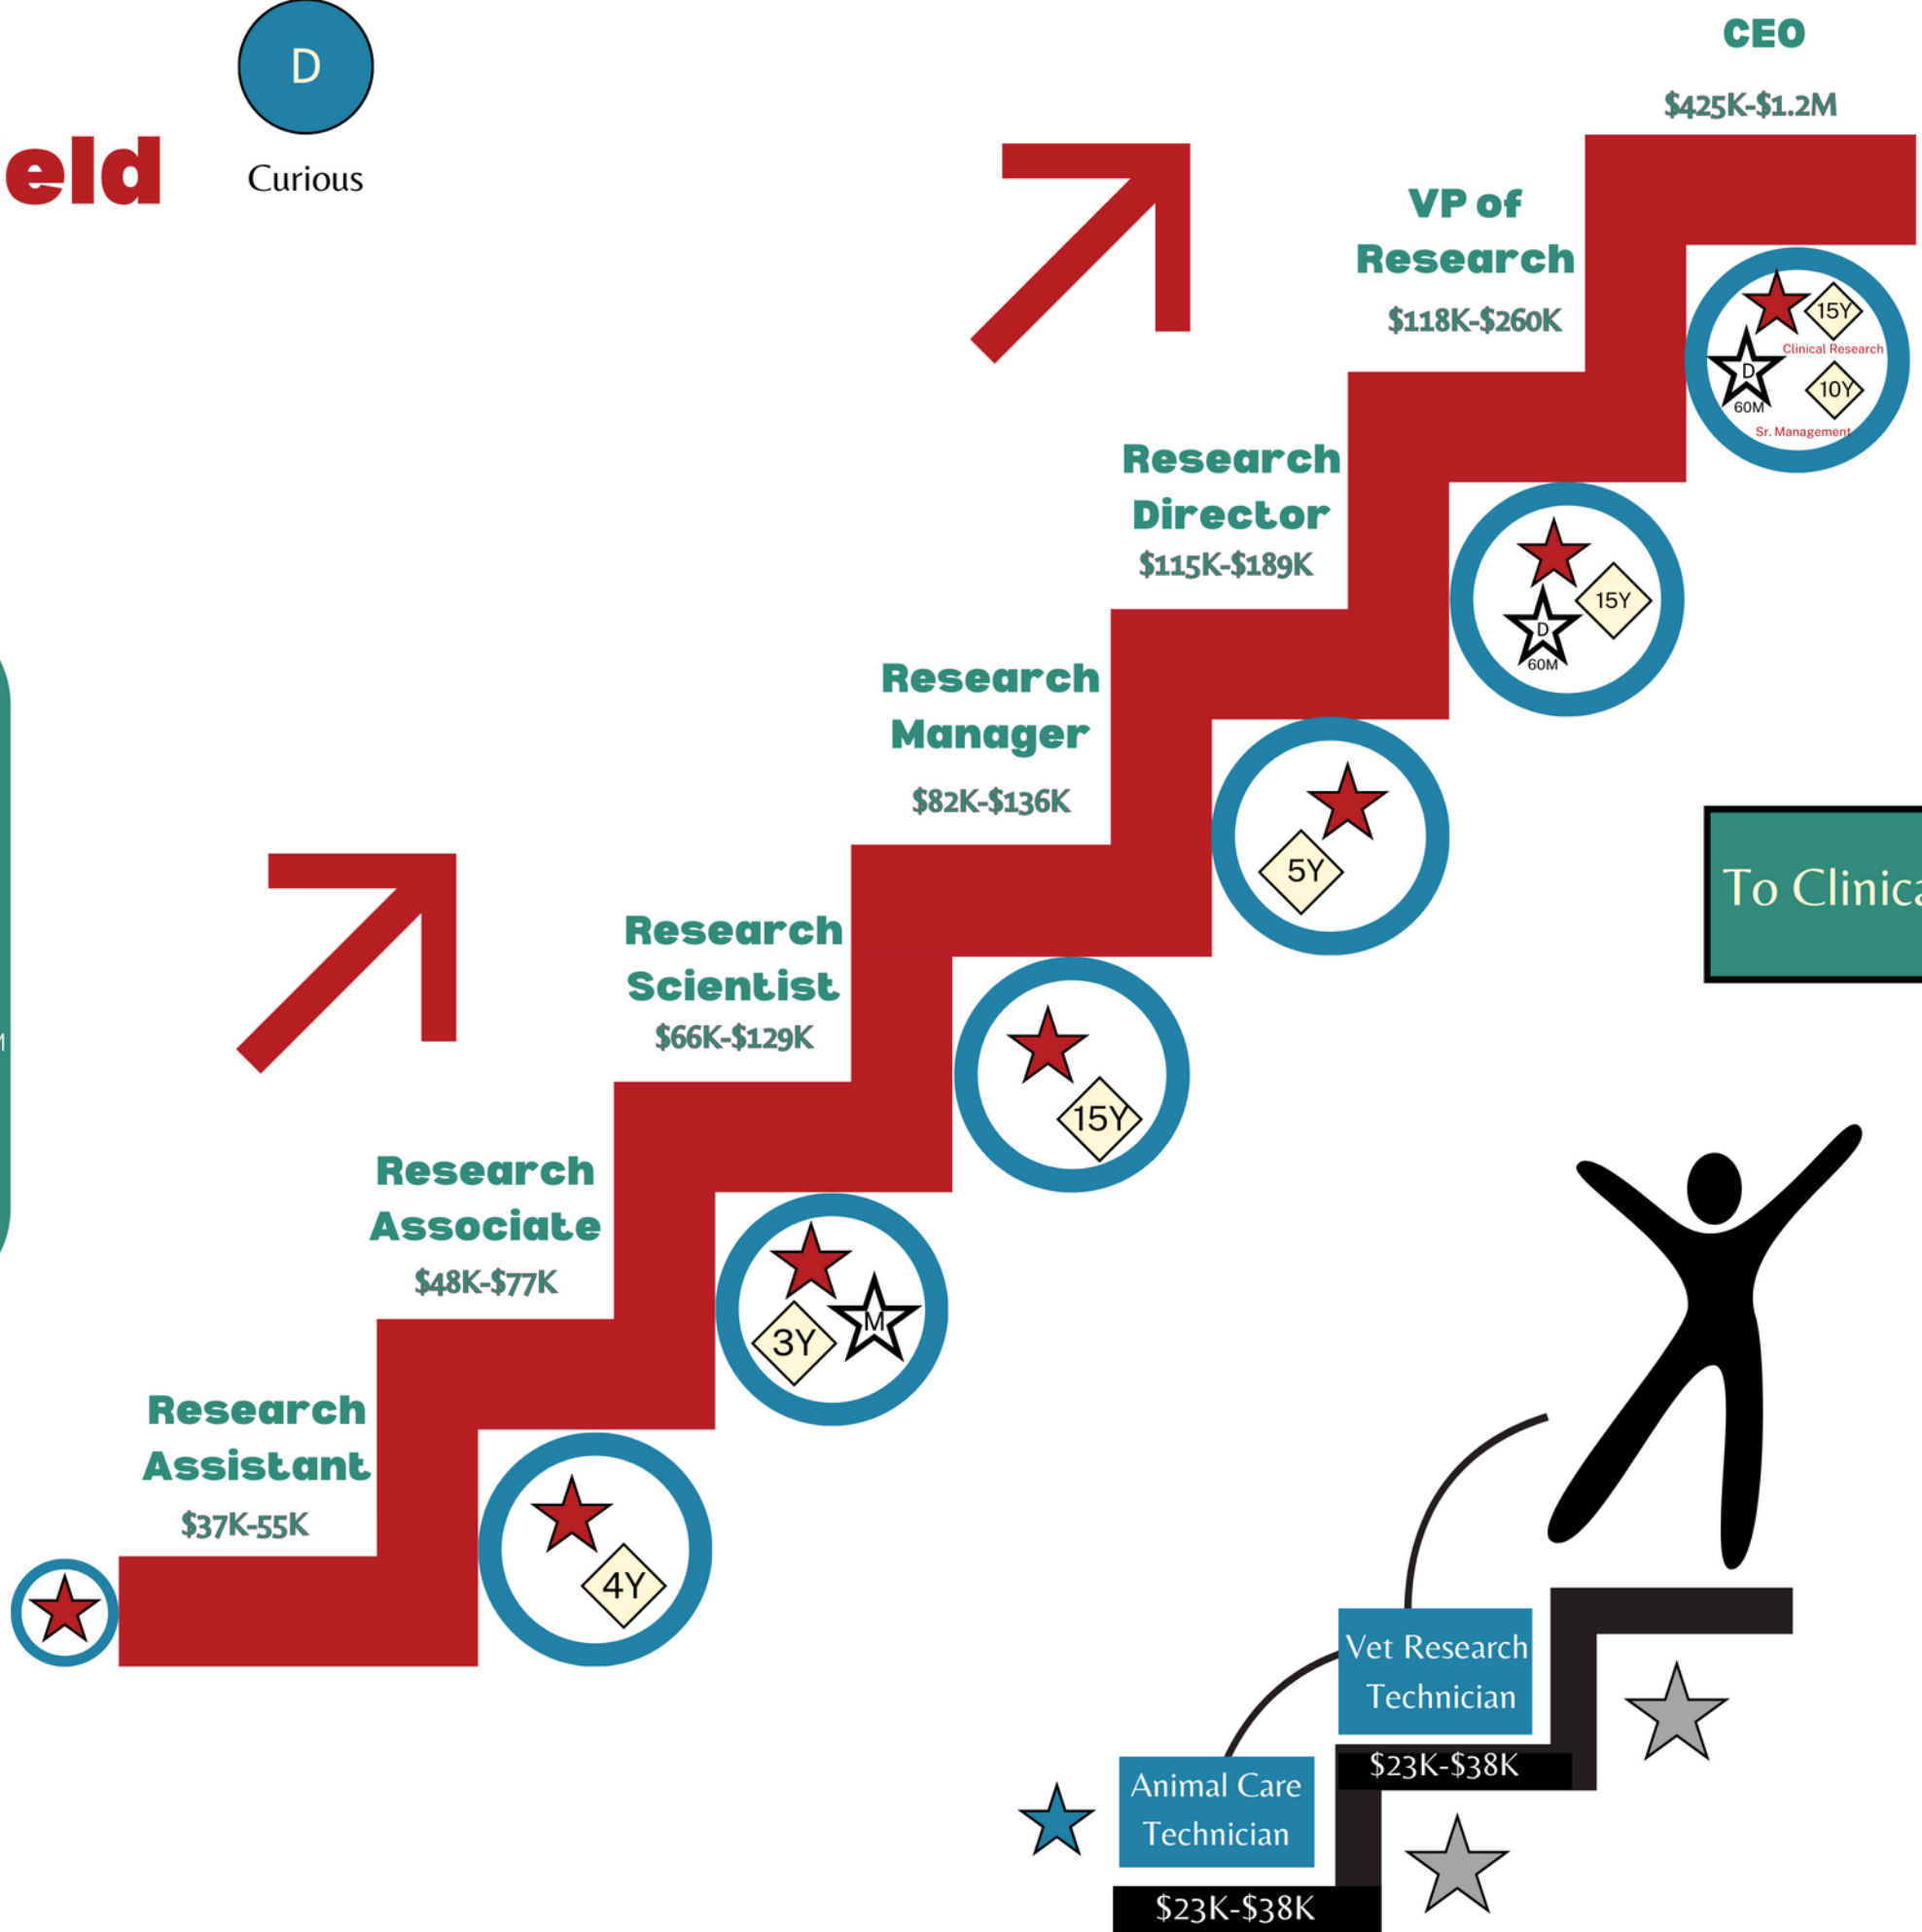 D
Curious
eld
CEO
$425K-$1.2M
VP of
Research
$118K-$260K
15Y
Clinical Research
D
60M
10Y
Sr. Management
Research
Director
$115K-$189K
15Y
D
60M
Research
Manager
$82K-$136K
5Y
To Clinica
Research
Scientist
$66K-$129K
15Y
M
Research
Associate
$48K-$77K
3Y
M
Research
Assistant
$37K-55K
4Y
Vet Research
Technician
$23K-$38K
Animal Care
Technician
$23K-$38K